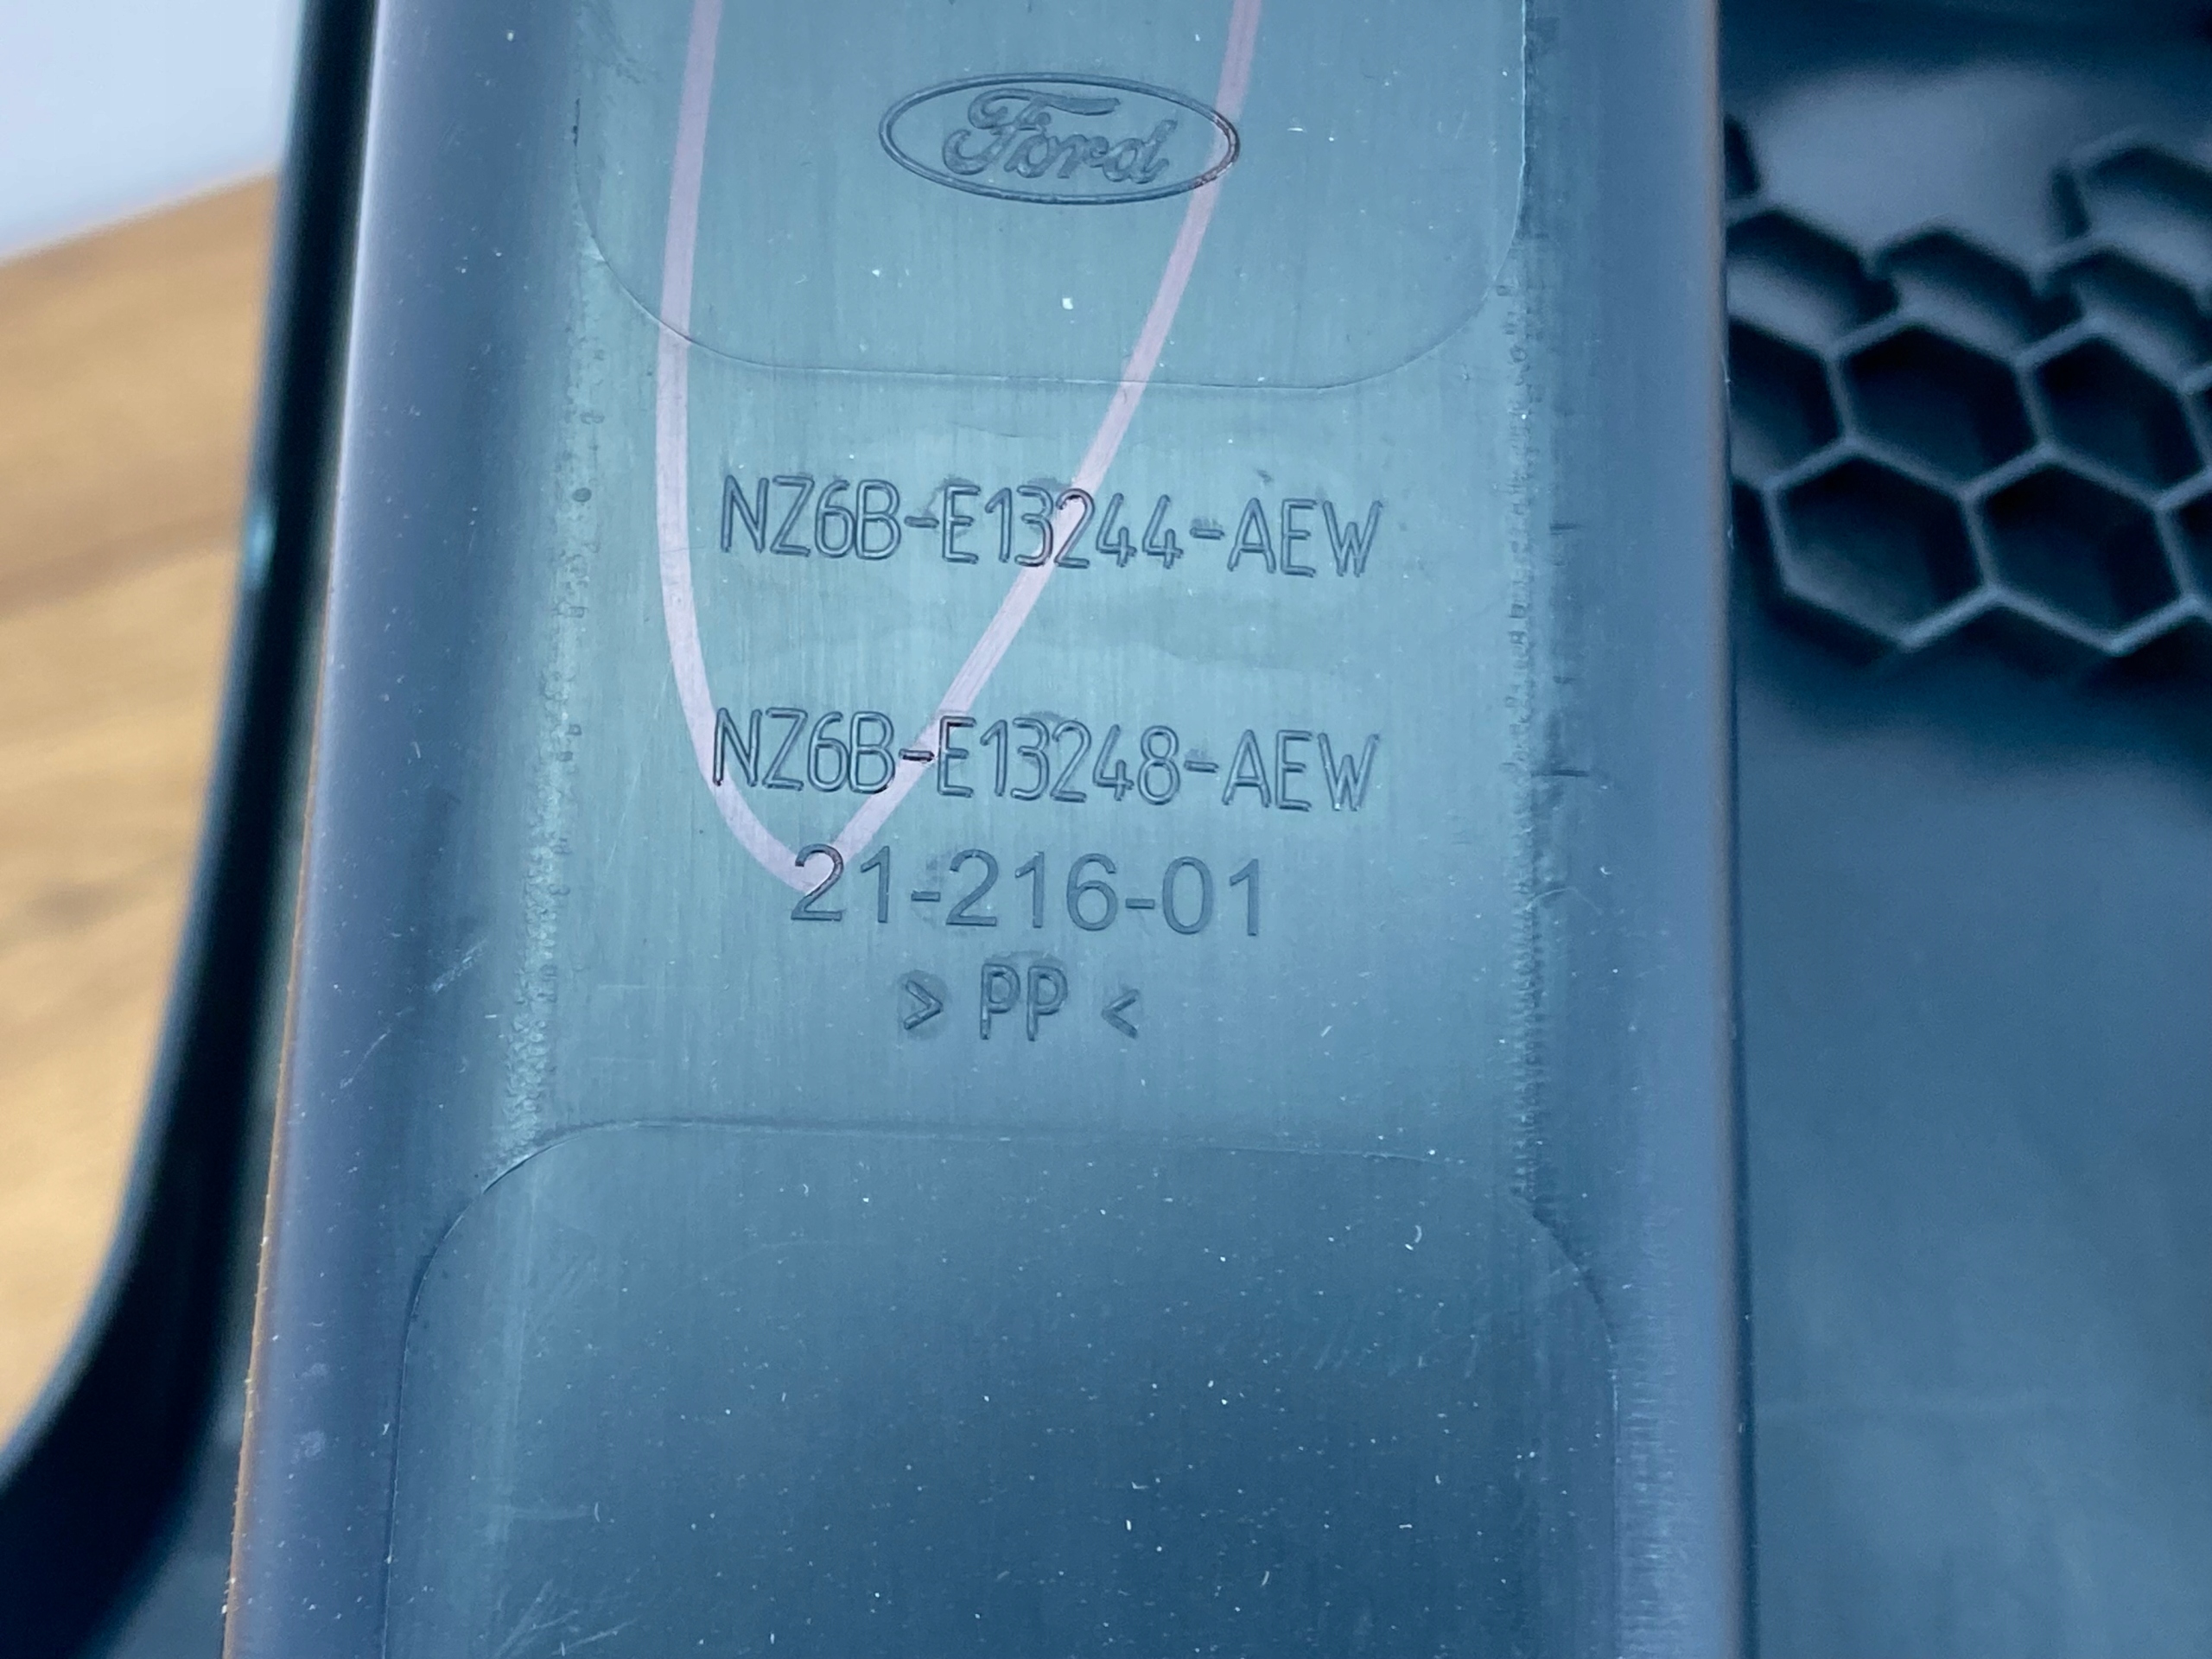 Ford
NZ6B-E13244-AEW
NZ6B-E13248-AEW
21-216-01
> PP <